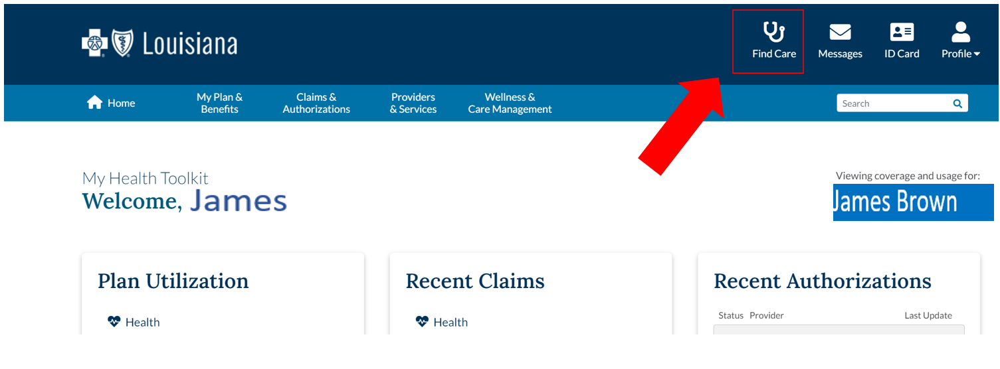 Louisiana
Find Care
Messages
ID Card
Profile
Home
My Plan &
Benefits
Claims &
Authorizations
Providers
& Services
Wellness &
Care Management
Search
My Health Toolkit
Welcome, James
Viewing coverage and usage for:
James Brown
Plan Utilization
Health
Recent Claims
Health
Recent Authorizations
Status Provider Last Update